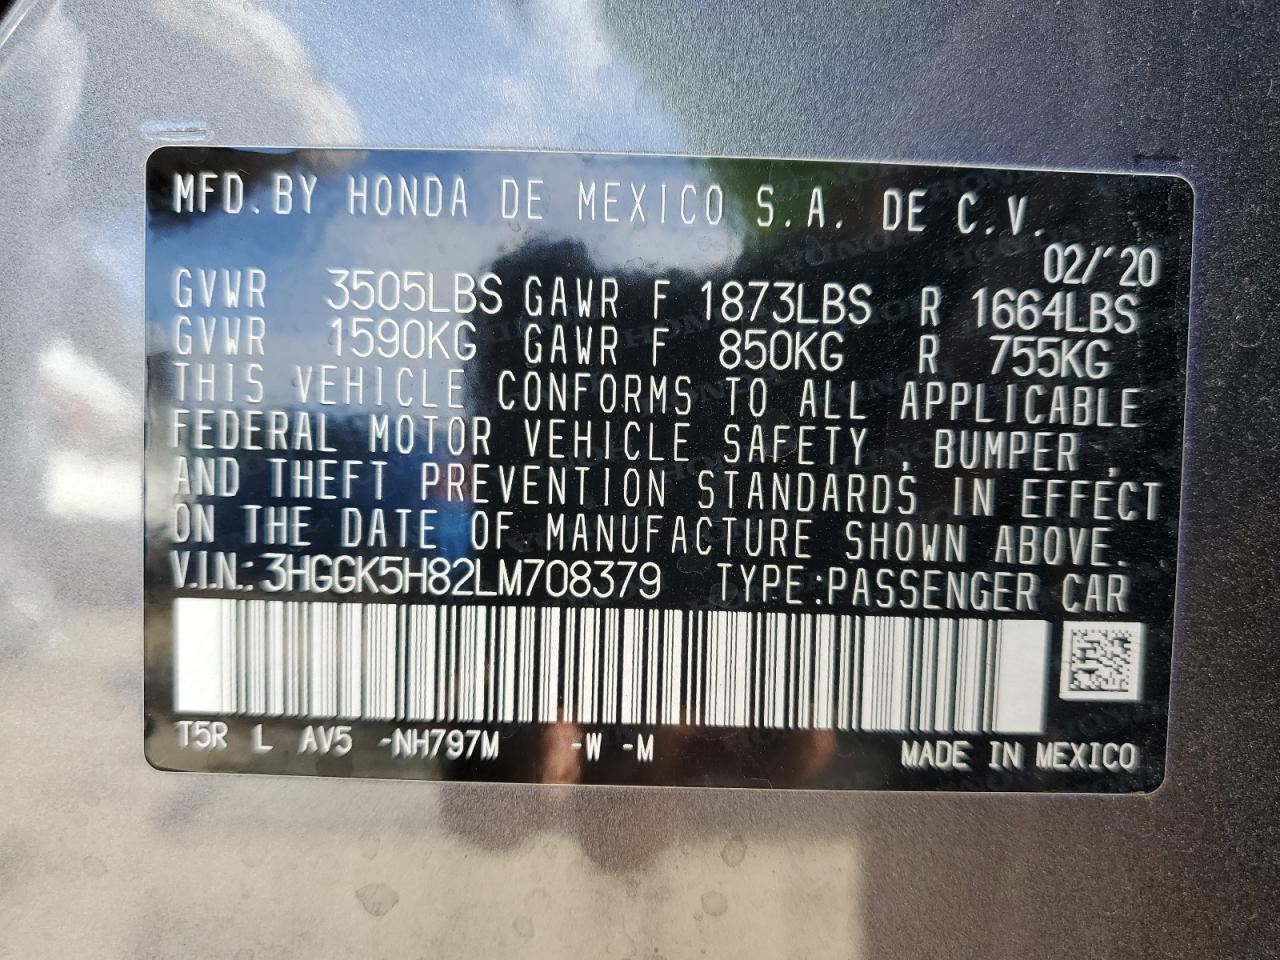 MFD. BY HONDA DE MEXICO S.A. DE C.V.
02/'20
GVWR 3505LBS GAWR F 1873LBS R 1664LBS
GVWR 1590KG GAWR F 850KG R 755KG
THIS VEHICLE CONFORMS TO ALL APPLICABLE
FEDERAL MOTOR VEHICLE SAFETY , BUMPER ,
AND THEFT PREVENTION STANDARDS IN EFFECT
ON THE DATE OF MANUFACTURE SHOWN ABOVE.
V.I.N.: 3HGGK5H82LM708379 TYPE:PASSENGER CAR
T5R L AV5 -NH797M -W -M MADE IN MEXICO